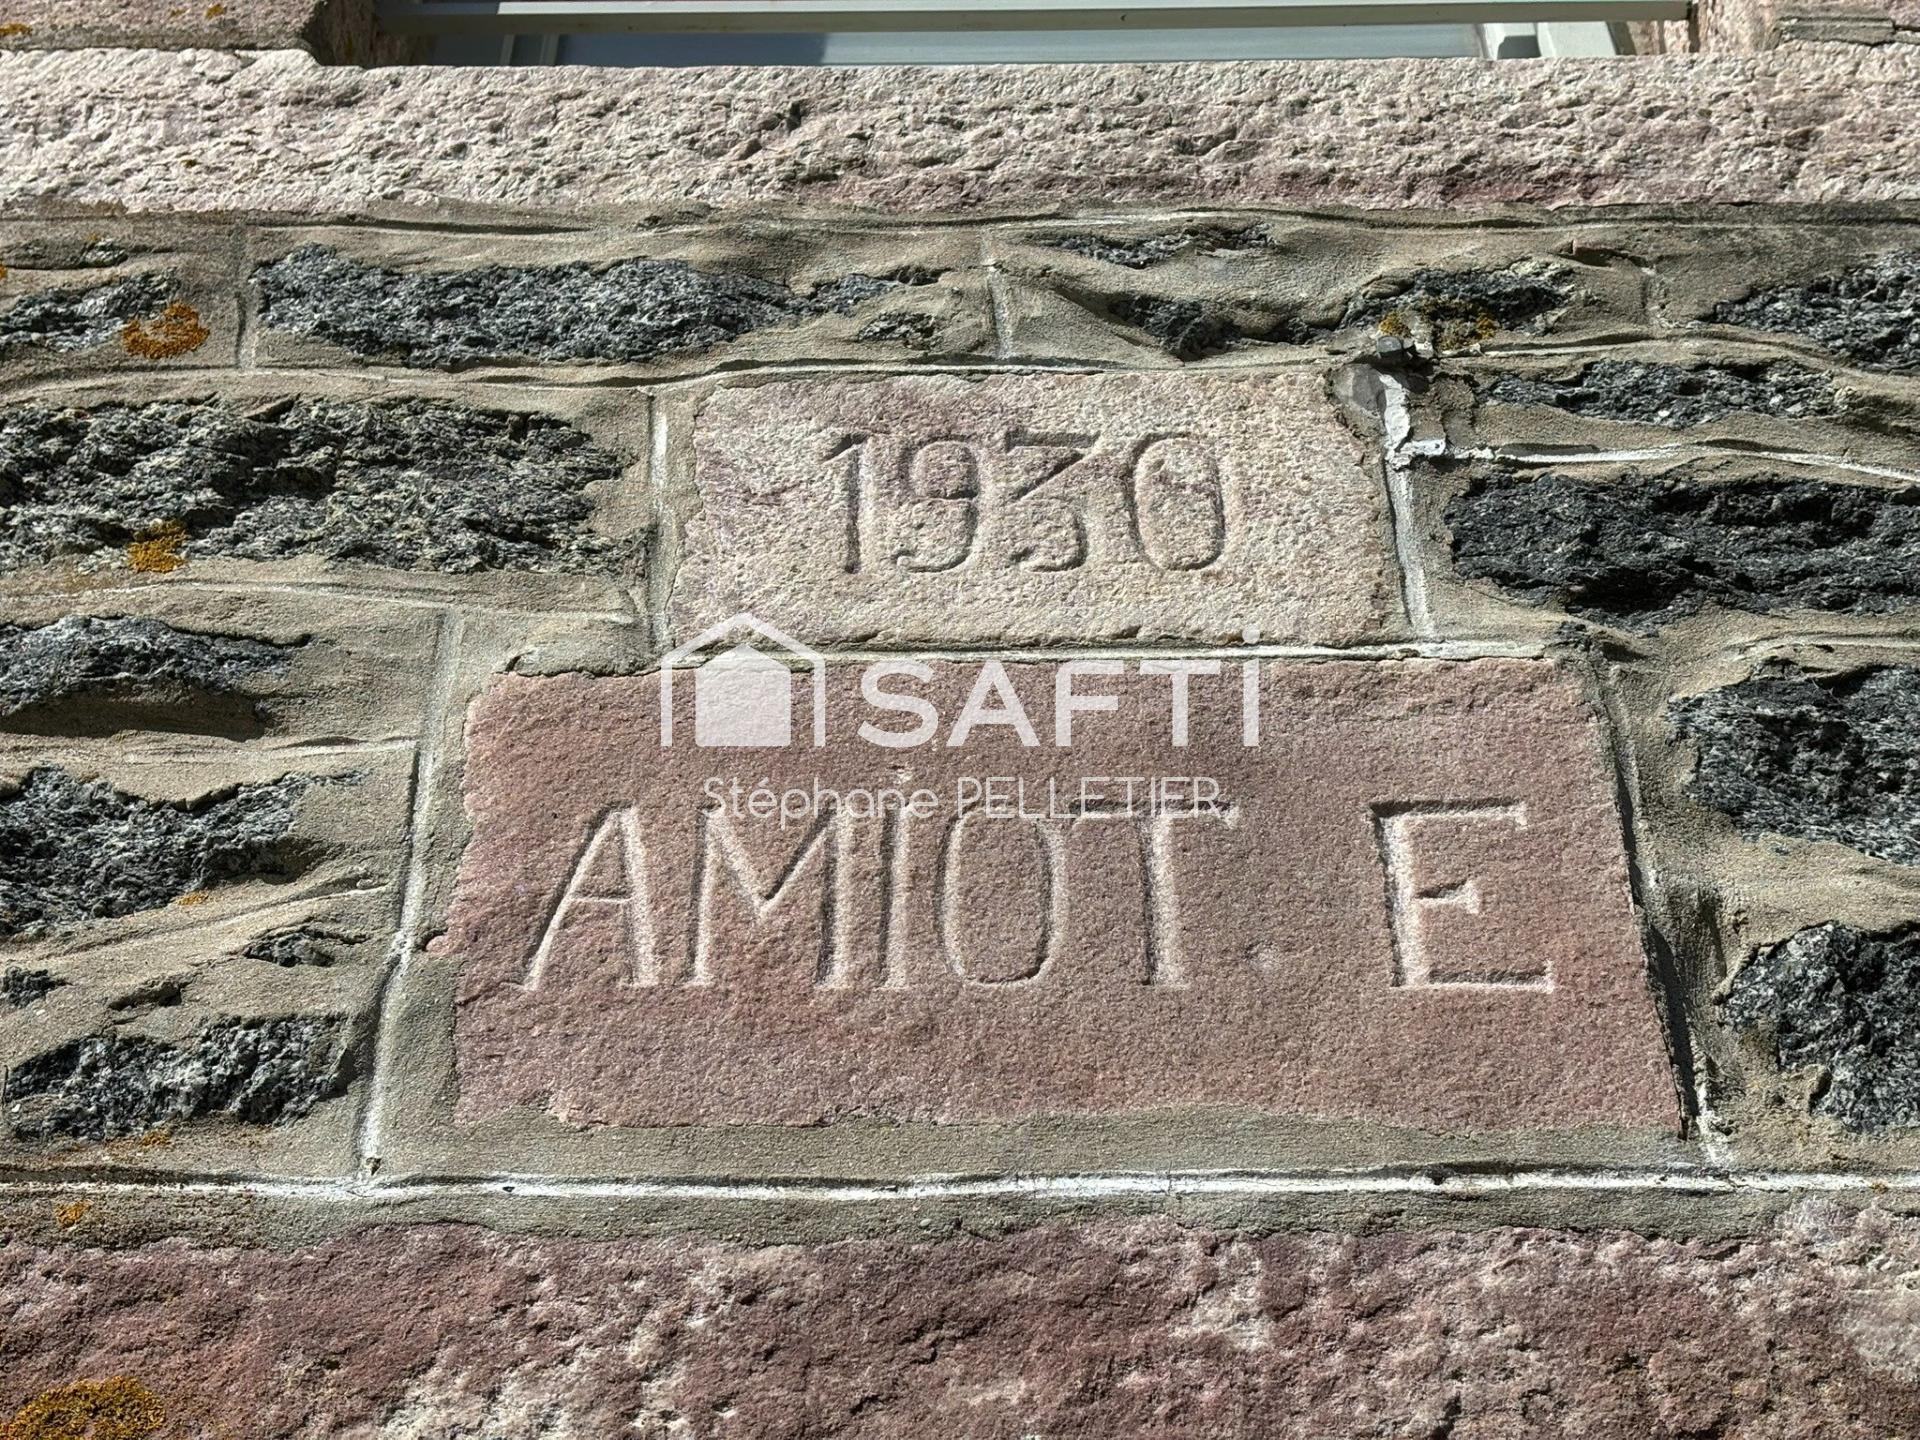 1930
SAFTi
Stéphane PELLETIER
AMIOT. E